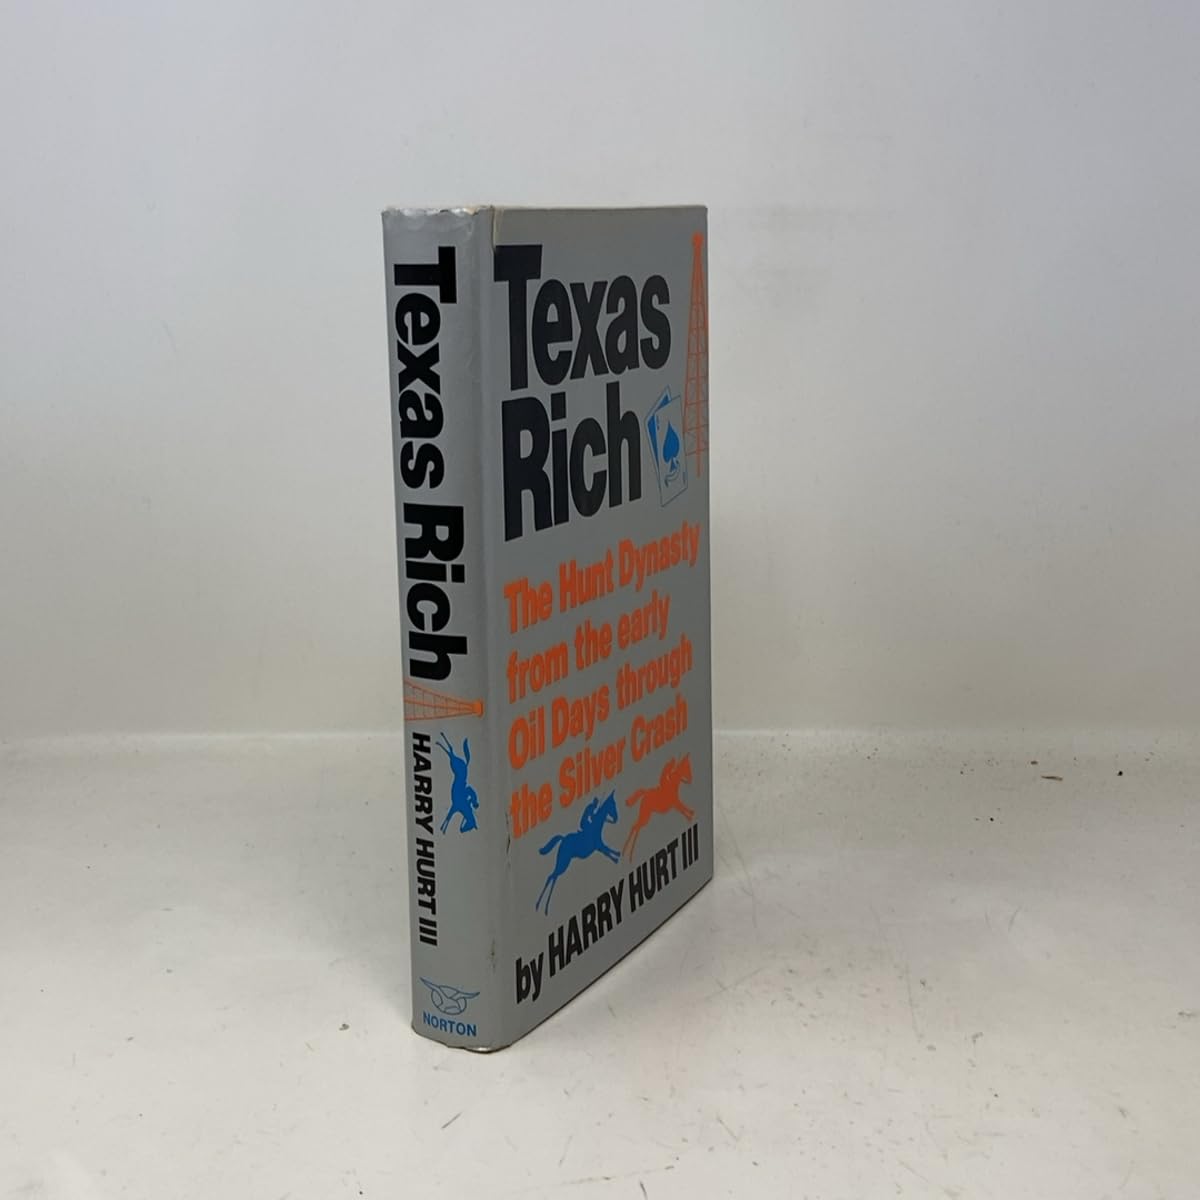 Texas Rich
HARRY HURT III
NORTON
Texas
Rich
The Hunt Dynasty
from the early
Oil Days through
the Silver Crash
by HARRY HURT III